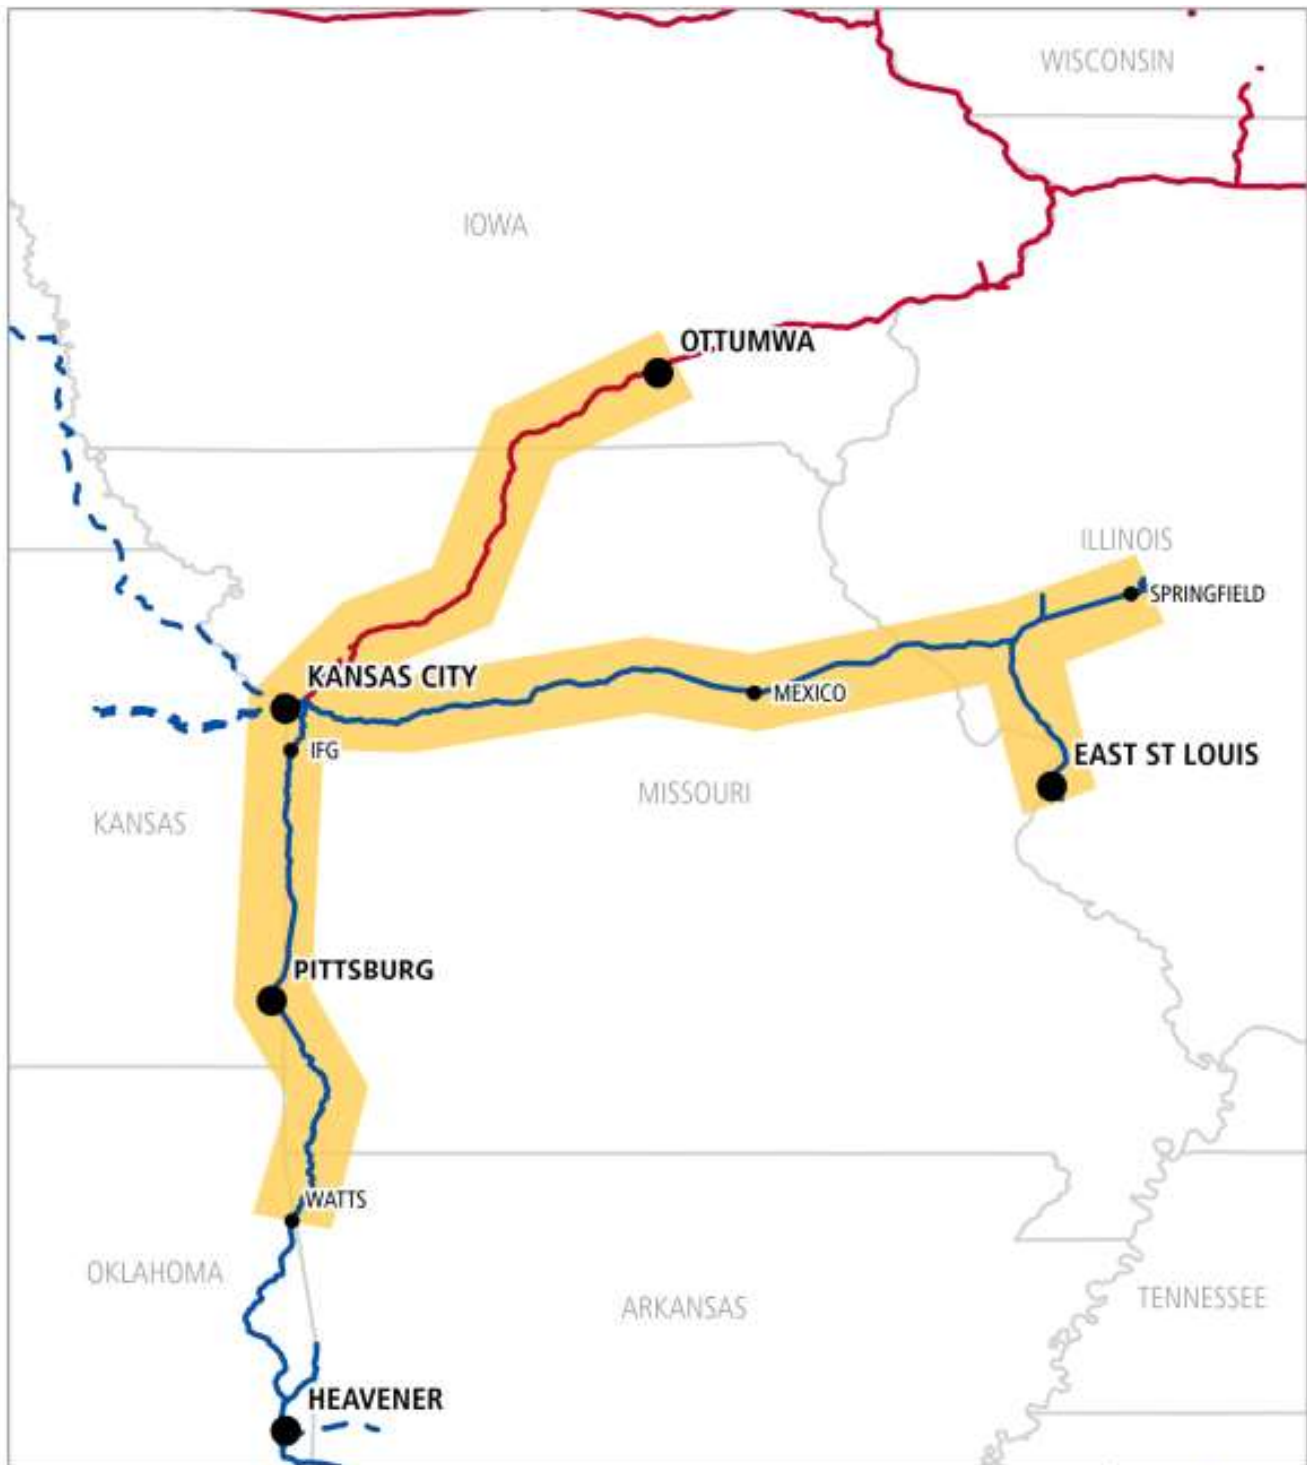 WISCONSIN
IOWA
OTTUMWA
ILLINOIS
SPRINGFIELD
KANSAS CITY
MEXICO
IFG
EAST ST LOUIS
MISSOURI
KANSAS
PITTSBURG
WATTS
OKLAHOMA
TENNESSEE
ARKANSAS
HEAVENER